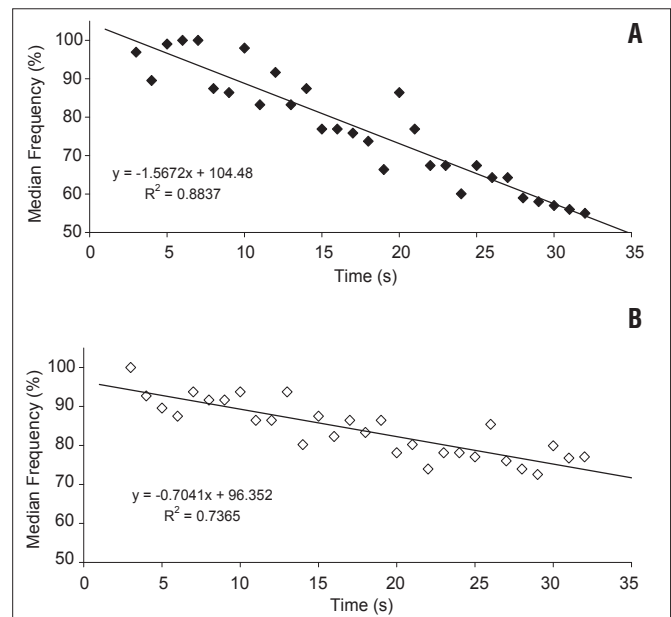 A
Median Frequency (%)
100
90
80
70
60
50
y = -1.5672x + 104.48
R² = 0.8837
0 5 10 15 20 25 30 35
Time (s)
B
Median Frequency (%)
100
90
80
70
60
50
y = -0.7041x + 96.352
R² = 0.7365
0 5 10 15 20 25 30 35
Time (s)